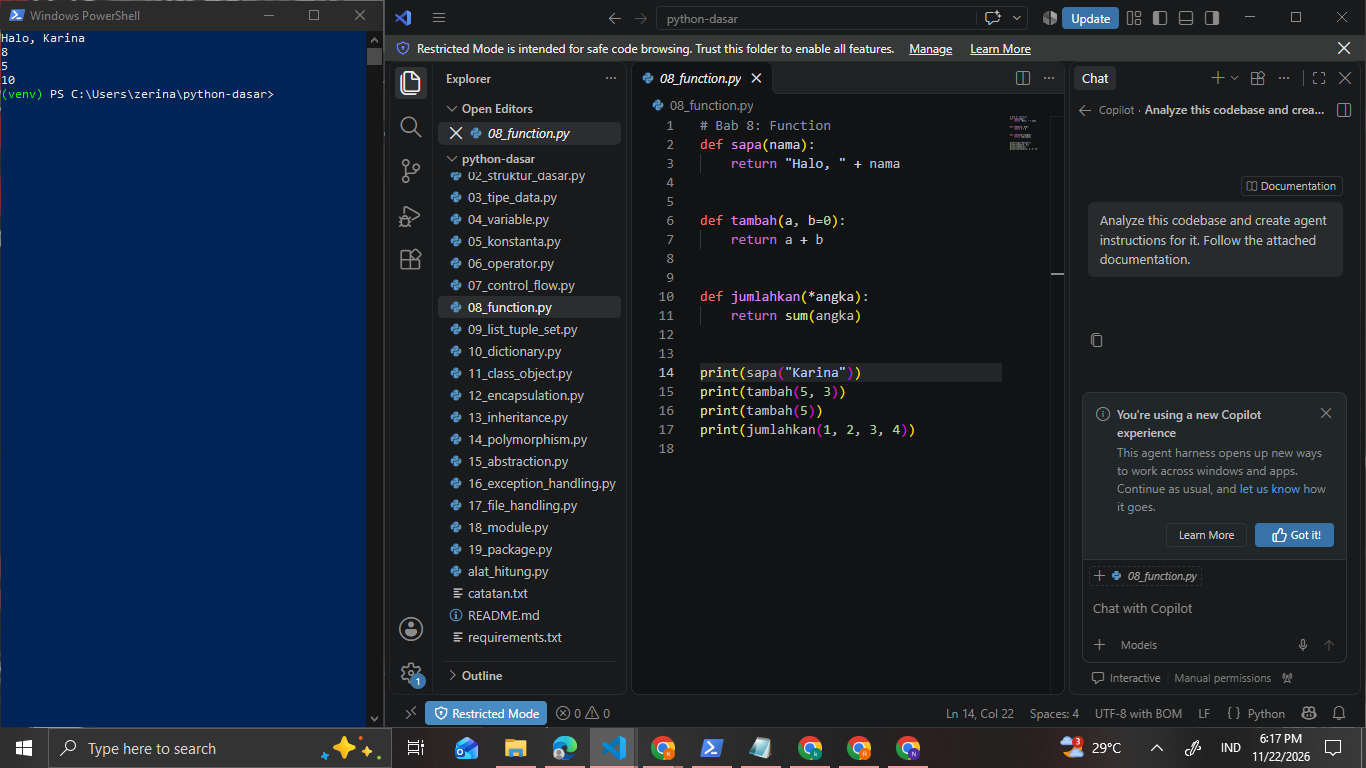 Windows PowerShell
Halo, Karina
8
5
10
(venv) PS C:\Users\zerina\python-dasar>
python-dasar
Update
Restricted Mode is intended for safe code browsing. Trust this folder to enable all features. Manage Learn More
Explorer
Open Editors
08_function.py
python-dasar
02_struktur_dasar.py
03_tipe_data.py
04_variable.py
05_konstanta.py
06_operator.py
07_control_flow.py
08_function.py
09_list_tuple_set.py
10_dictionary.py
11_class_object.py
12_encapsulation.py
13_inheritance.py
14_polymorphism.py
15_abstraction.py
16_exception_handling.py
17_file_handling.py
18_module.py
19_package.py
alat_hitung.py
catatan.txt
README.md
requirements.txt
Outline
1
08_function.py
08_function.py
1 # Bab 8: Function
2 def sapa(nama):
3 return "Halo, " + nama
4
5
6 def tambah(a, b=0):
7 return a + b
8
9
10 def jumlahkan(*angka):
11 return sum(angka)
12
13
14 print(sapa("Karina"))
15 print(tambah(5, 3))
16 print(tambah(5))
17 print(jumlahkan(1, 2, 3, 4))
18
Chat
Copilot · Analyze this codebase and crea...
Documentation
Analyze this codebase and create agent
instructions for it. Follow the attached
documentation.
You're using a new Copilot
experience
This agent harness opens up new ways
to work across windows and apps.
Continue as usual, and let us know how
it goes.
Learn More
Got it!
08_function.py
Chat with Copilot
Models
Interactive Manual permissions
Restricted Mode 0 0
Ln 14, Col 22 Spaces: 4 UTF-8 with BOM LF { } Python
Type here to search
3 29°C
IND
6:17 PM
11/22/2026